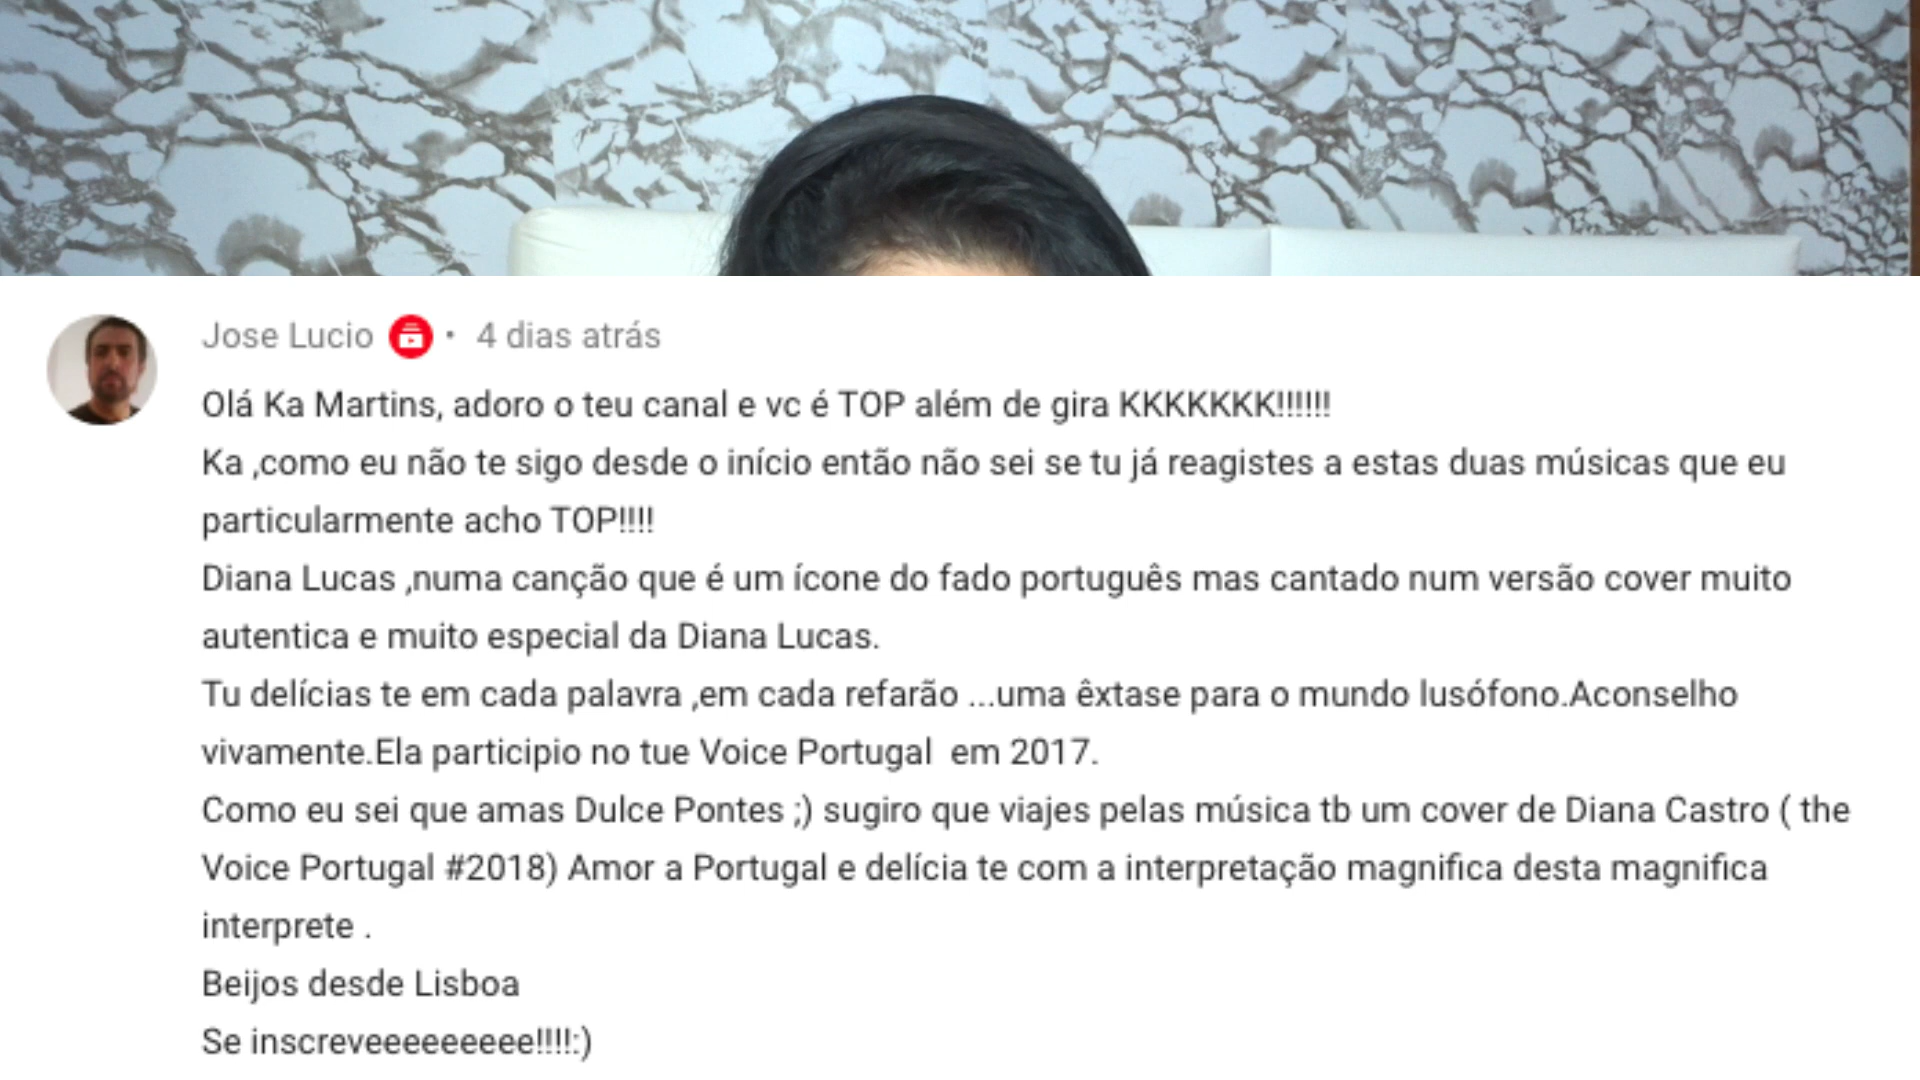 Jose Lucio • 4 dias atrás
Olá Ka Martins, adoro o teu canal e vc é TOP além de gira KKKKKKK!!!!!!
Ka ,como eu não te sigo desde o início então não sei se tu já reagistes a estas duas músicas que eu
particularmente acho TOP!!!!
Diana Lucas ,numa canção que é um ícone do fado português mas cantado num versão cover muito
autentica e muito especial da Diana Lucas.
Tu delícias te em cada palavra ,em cada refarão ...uma êxtase para o mundo lusófono.Aconselho
vivamente.Ela participio no tue Voice Portugal  em 2017.
Como eu sei que amas Dulce Pontes ;) sugiro que viajes pelas música tb um cover de Diana Castro ( the
Voice Portugal #2018) Amor a Portugal e delícia te com a interpretação magnifica desta magnifica
interprete .
Beijos desde Lisboa
Se inscreveeeeeeeee!!!!:)